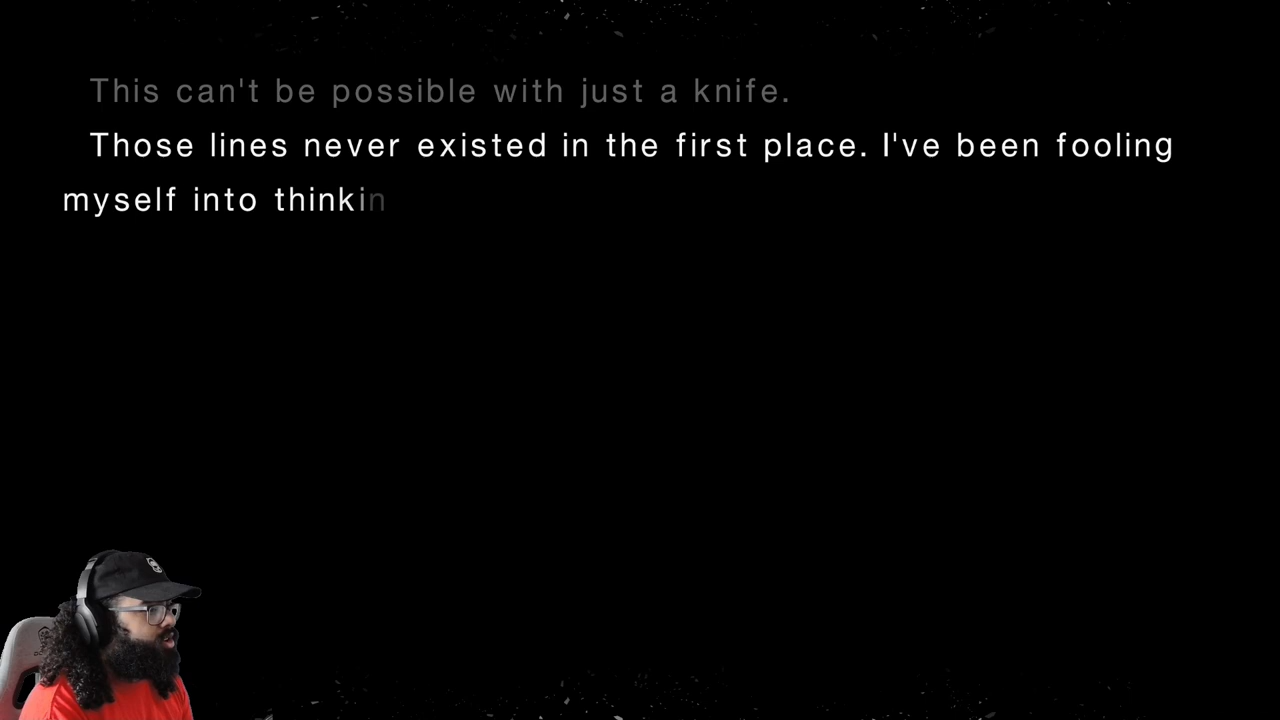 This can't be possible with just a knife.
Those lines never existed in the first place. I've been fooling
myself into thinkin